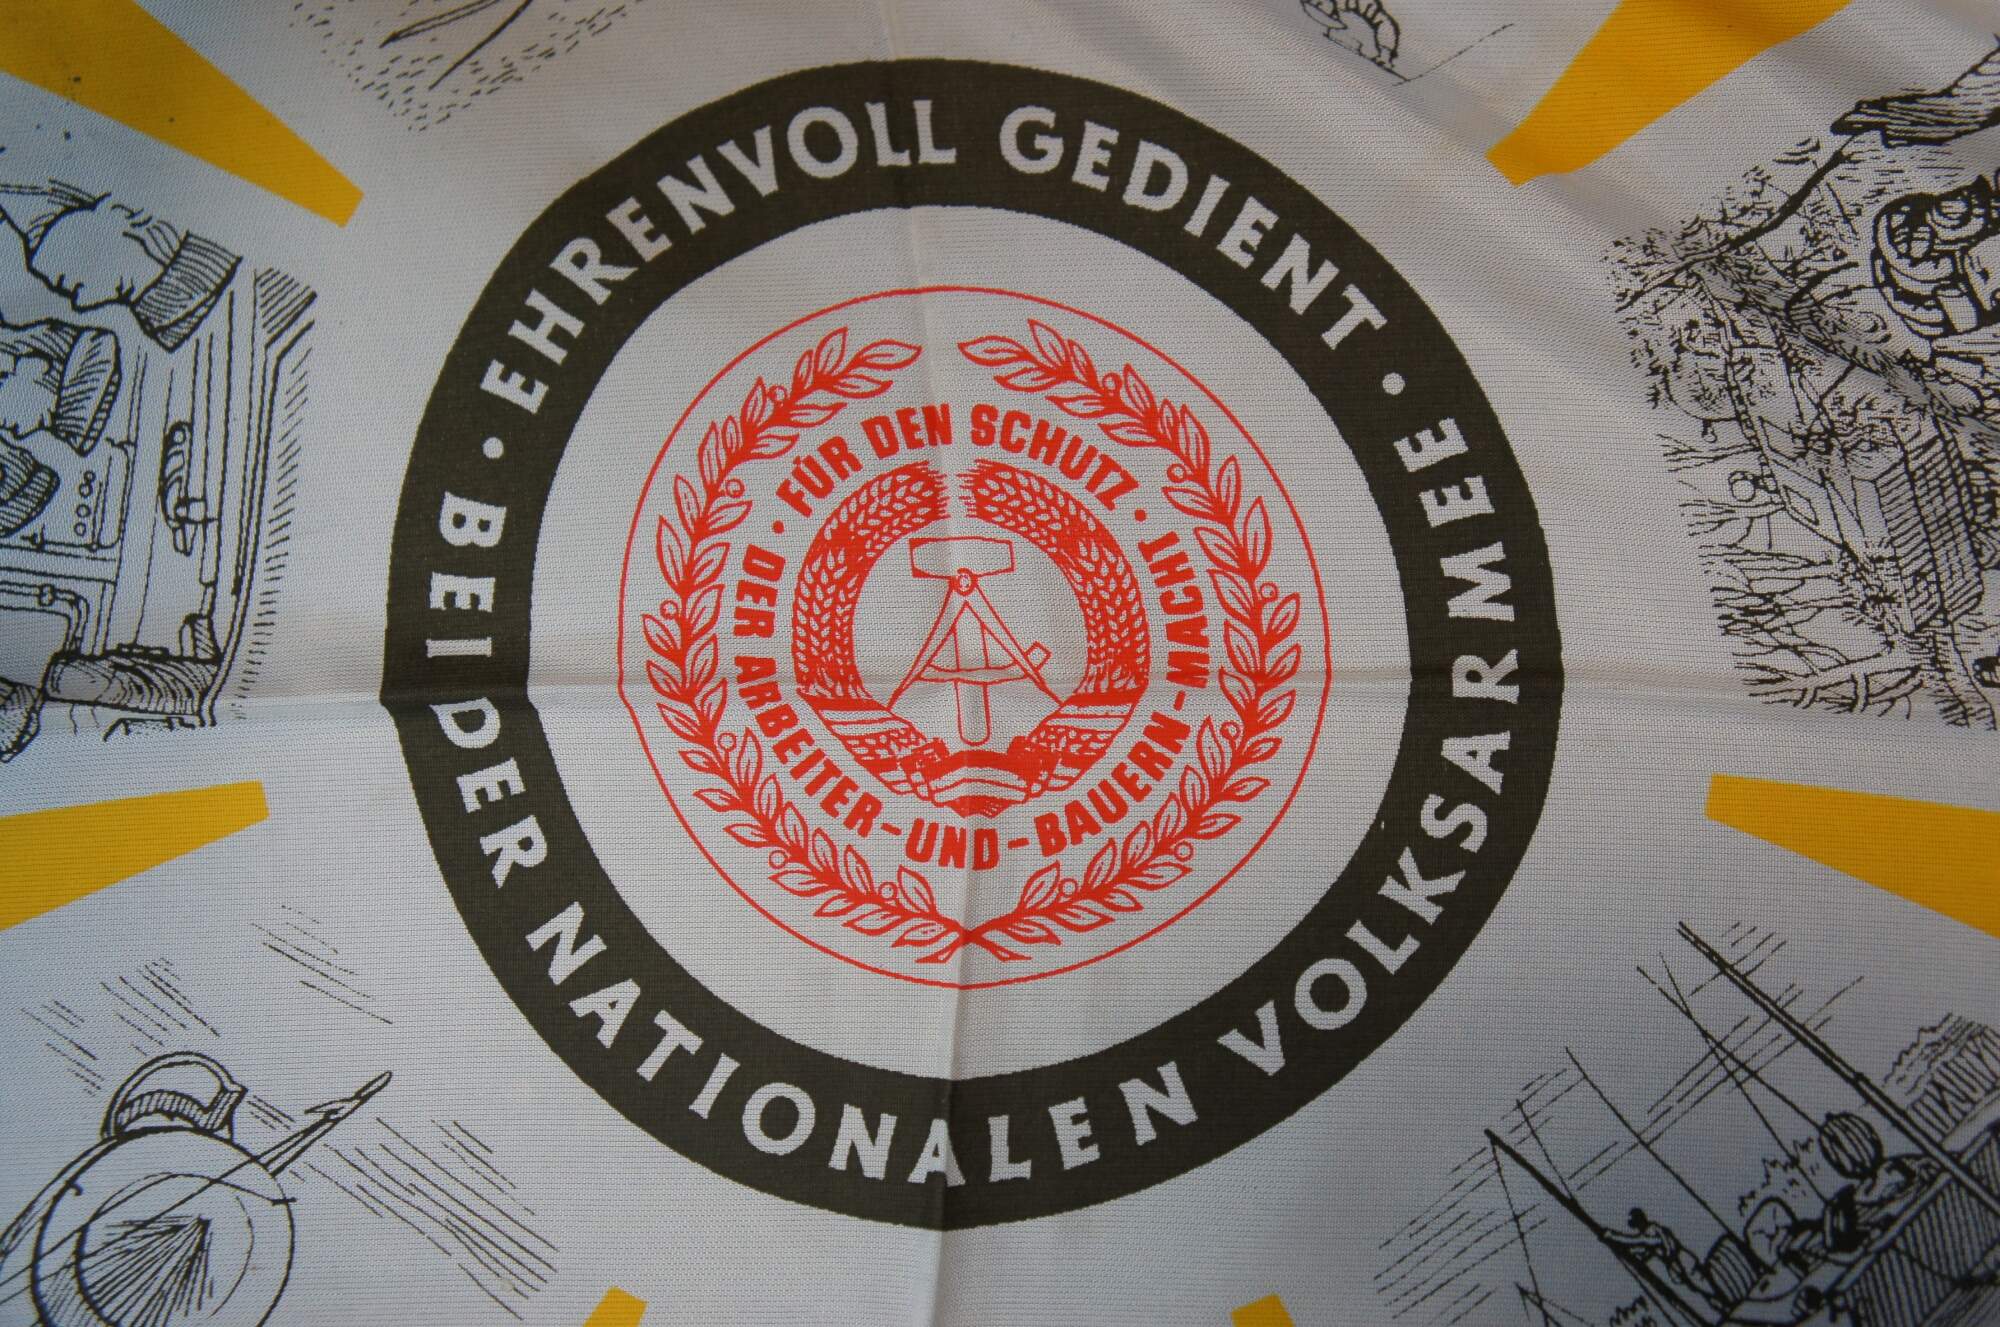 EHRENVOLL GEDIENT •
BEI DER NATIONALEN VOLKSARMEE •
FÜR DEN SCHUTZ •
DER ARBEITER-UND-BAUERN-MACHT •